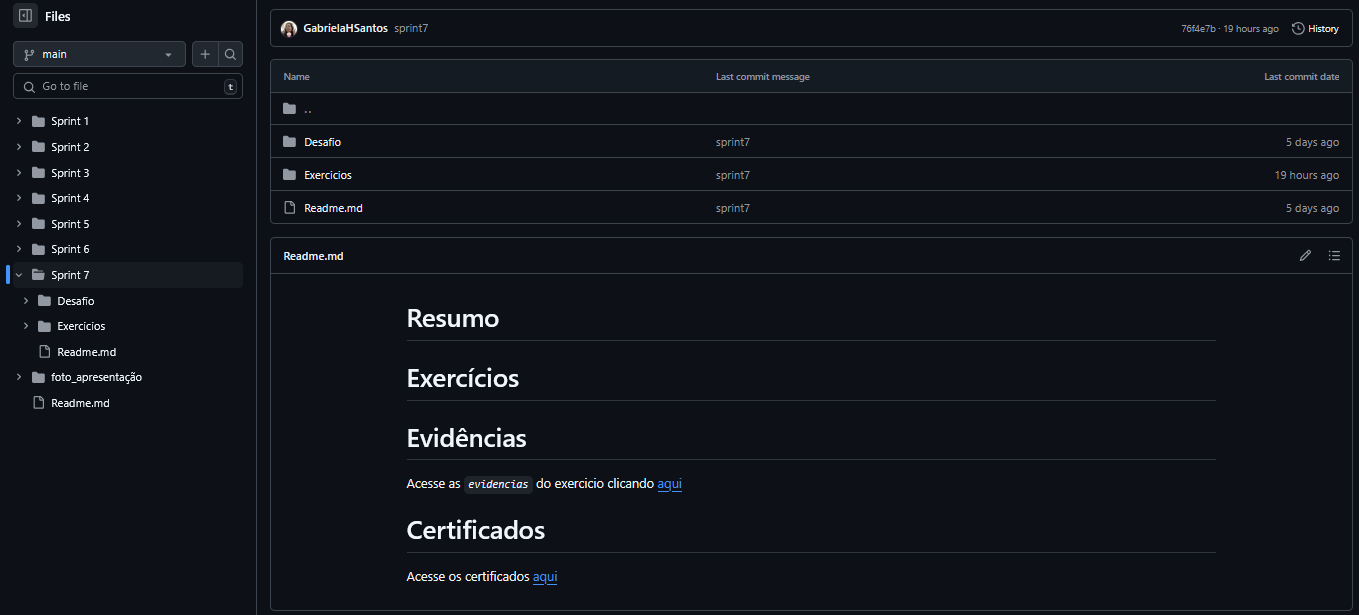 Files
main
Go to file
t
Sprint 1
Sprint 2
Sprint 3
Sprint 4
Sprint 5
Sprint 6
Sprint 7
Desafio
Exercicios
Readme.md
foto_apresentação
Readme.md
GabrielaHSantos sprint7
76f4e7b · 19 hours ago
History
Name Last commit message Last commit date
..
Desafio sprint7 5 days ago
Exercicios sprint7 19 hours ago
Readme.md sprint7 5 days ago
Readme.md
Resumo
Exercícios
Evidências
Acesse as evidencias do exercicio clicando aqui
Certificados
Acesse os certificados aqui